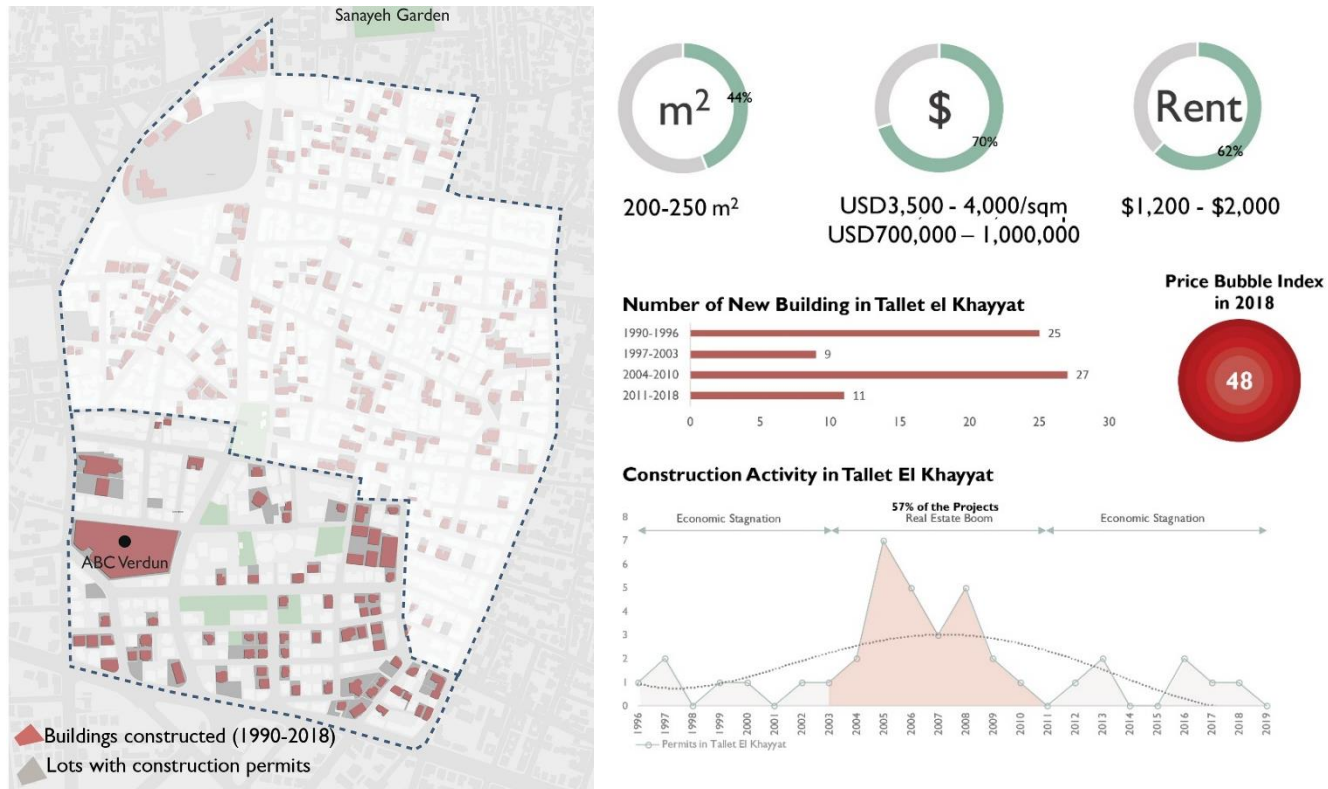 Sanayeh Garden
ABC Verdun
Buildings constructed (1990-2018)
Lots with construction permits
m²
44%
200-250 m²
$
70%
USD3,500 - 4,000/sqm
USD700,000 – 1,000,000
Rent
62%
$1,200 - $2,000
Number of New Building in Tallet el Khayyat
1990-1996 25
1997-2003 9
2004-2010 27
2011-2018 11
0 5 10 15 20 25 30
Price Bubble Index
in 2018
48
Construction Activity in Tallet El Khayyat
57% of the Projects
Economic Stagnation Real Estate Boom Economic Stagnation
8
7
6
5
4
3
2
1
0
1996 1997 1998 1999 2000 2001 2002 2003 2004 2005 2006 2007 2008 2009 2010 2011 2012 2013 2014 2015 2016 2017 2018 2019
Permits in Tallet El Khayyat